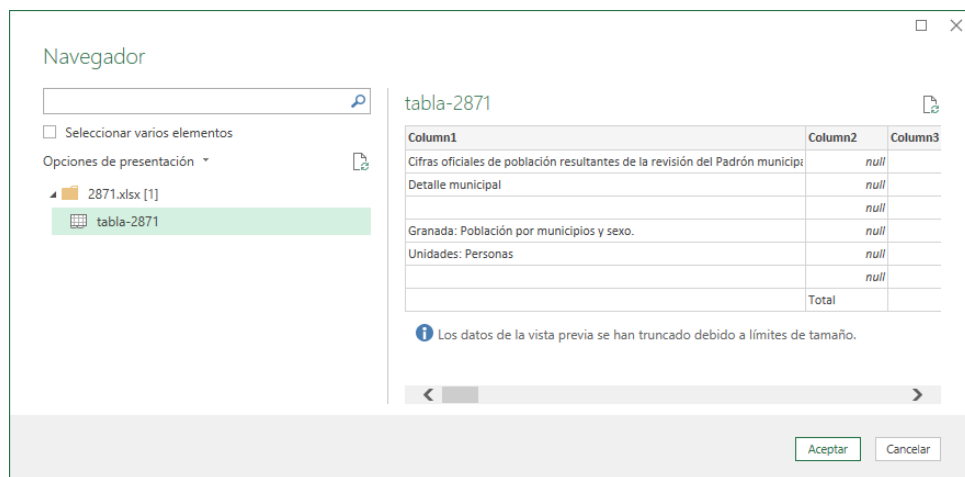 Navegador
Seleccionar varios elementos
Opciones de presentación
2871.xlsx [1]
tabla-2871
tabla-2871
Column1 Column2 Column3
Cifras oficiales de población resultantes de la revisión del Padrón municipa null
Detalle municipal null
null
Granada: Población por municipios y sexo. null
Unidades: Personas null
null
Total
Los datos de la vista previa se han truncado debido a límites de tamaño.
Aceptar Cancelar